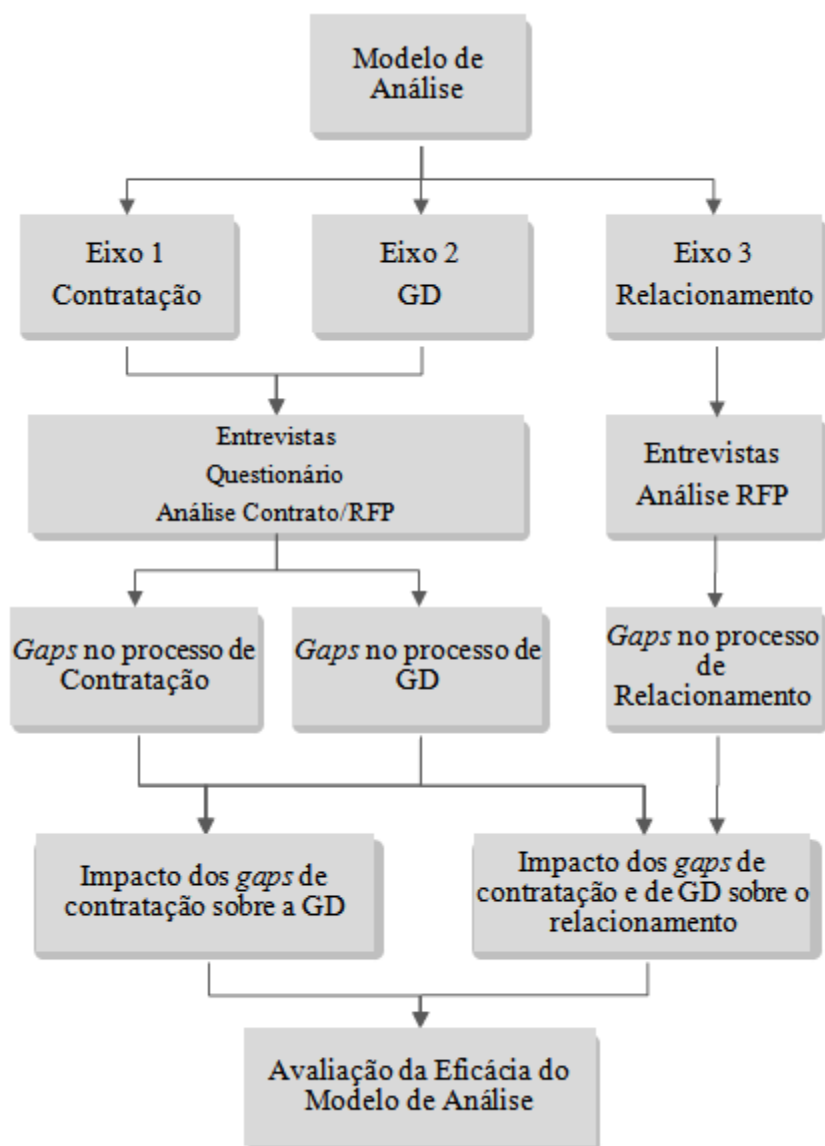 Modelo de
Análise
Eixo 1
Contratação
Eixo 2
GD
Eixo 3
Relacionamento
Entrevistas
Questionário
Análise Contrato/RFP
Entrevistas
Análise RFP
Gaps no processo de
Contratação
Gaps no processo de
GD
Gaps no processo
de
Relacionamento
Impacto dos gaps de
contratação sobre a GD
Impacto dos gaps de
contratação e de GD sobre o
relacionamento
Avaliação da Eficácia do
Modelo de Análise